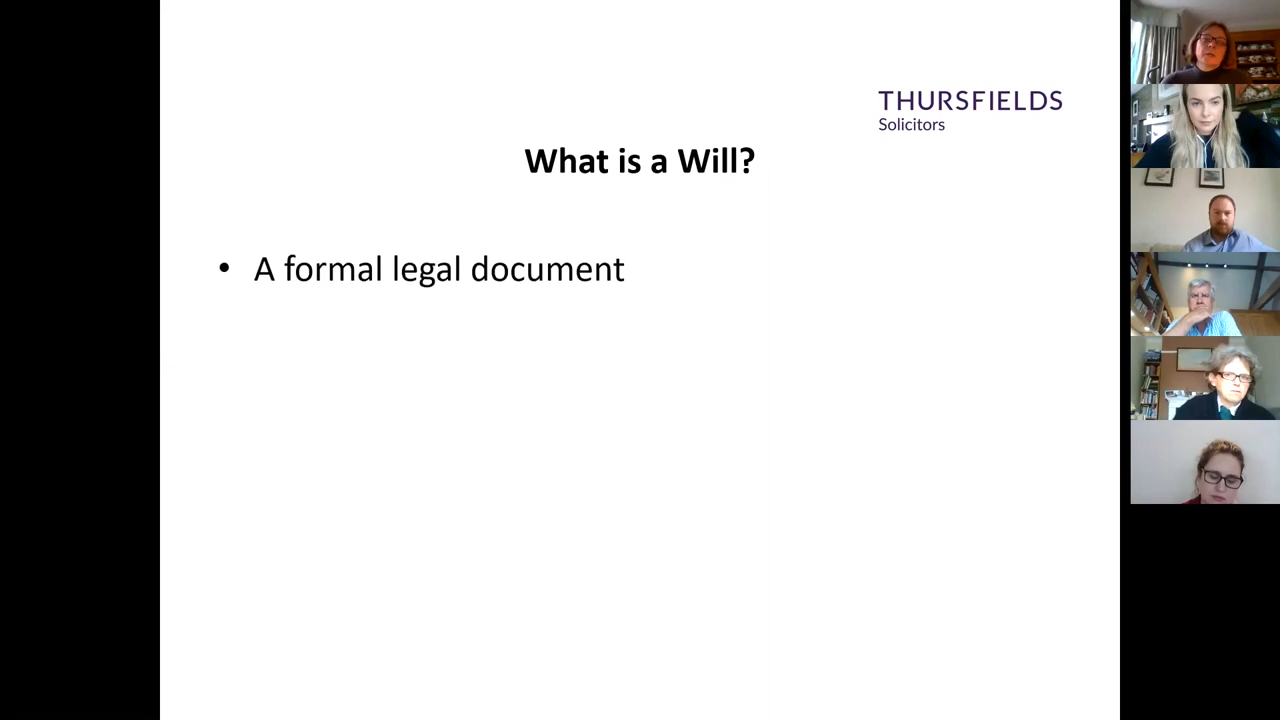 THURSFIELDS
Solicitors
What is a Will?
• A formal legal document